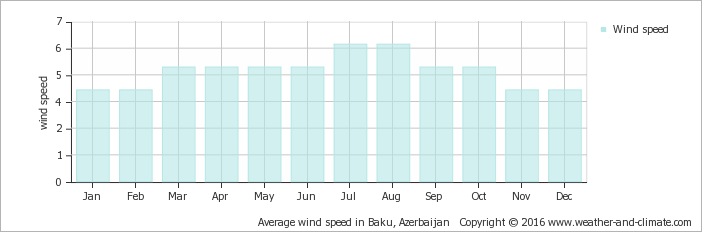 7
6
5
4
2
1
0
wind speed
Jan Feb Mar Apr May Jun Jul Aug Sep Oct Nov Dec
Wind speed
Average wind speed in Baku, Azerbaijan Copyright © 2016 www.weather-and-climate.com